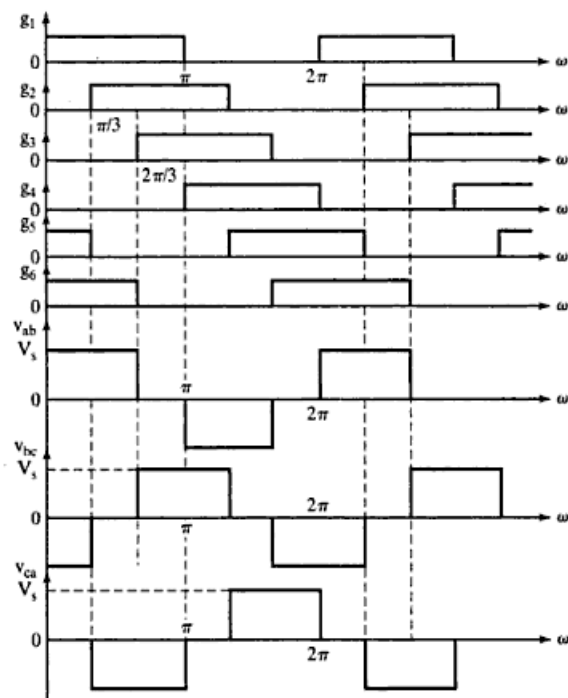 g1
0 π 2π ω
g2
0 ω
π/3
g3
0 ω
2π/3
g4
0 ω
g5
0 ω
g6
0 ω
vab
Vs
π
0 2π ω
vbc
Vs
2π
0 π ω
vca
Vs
π
0 2π ω